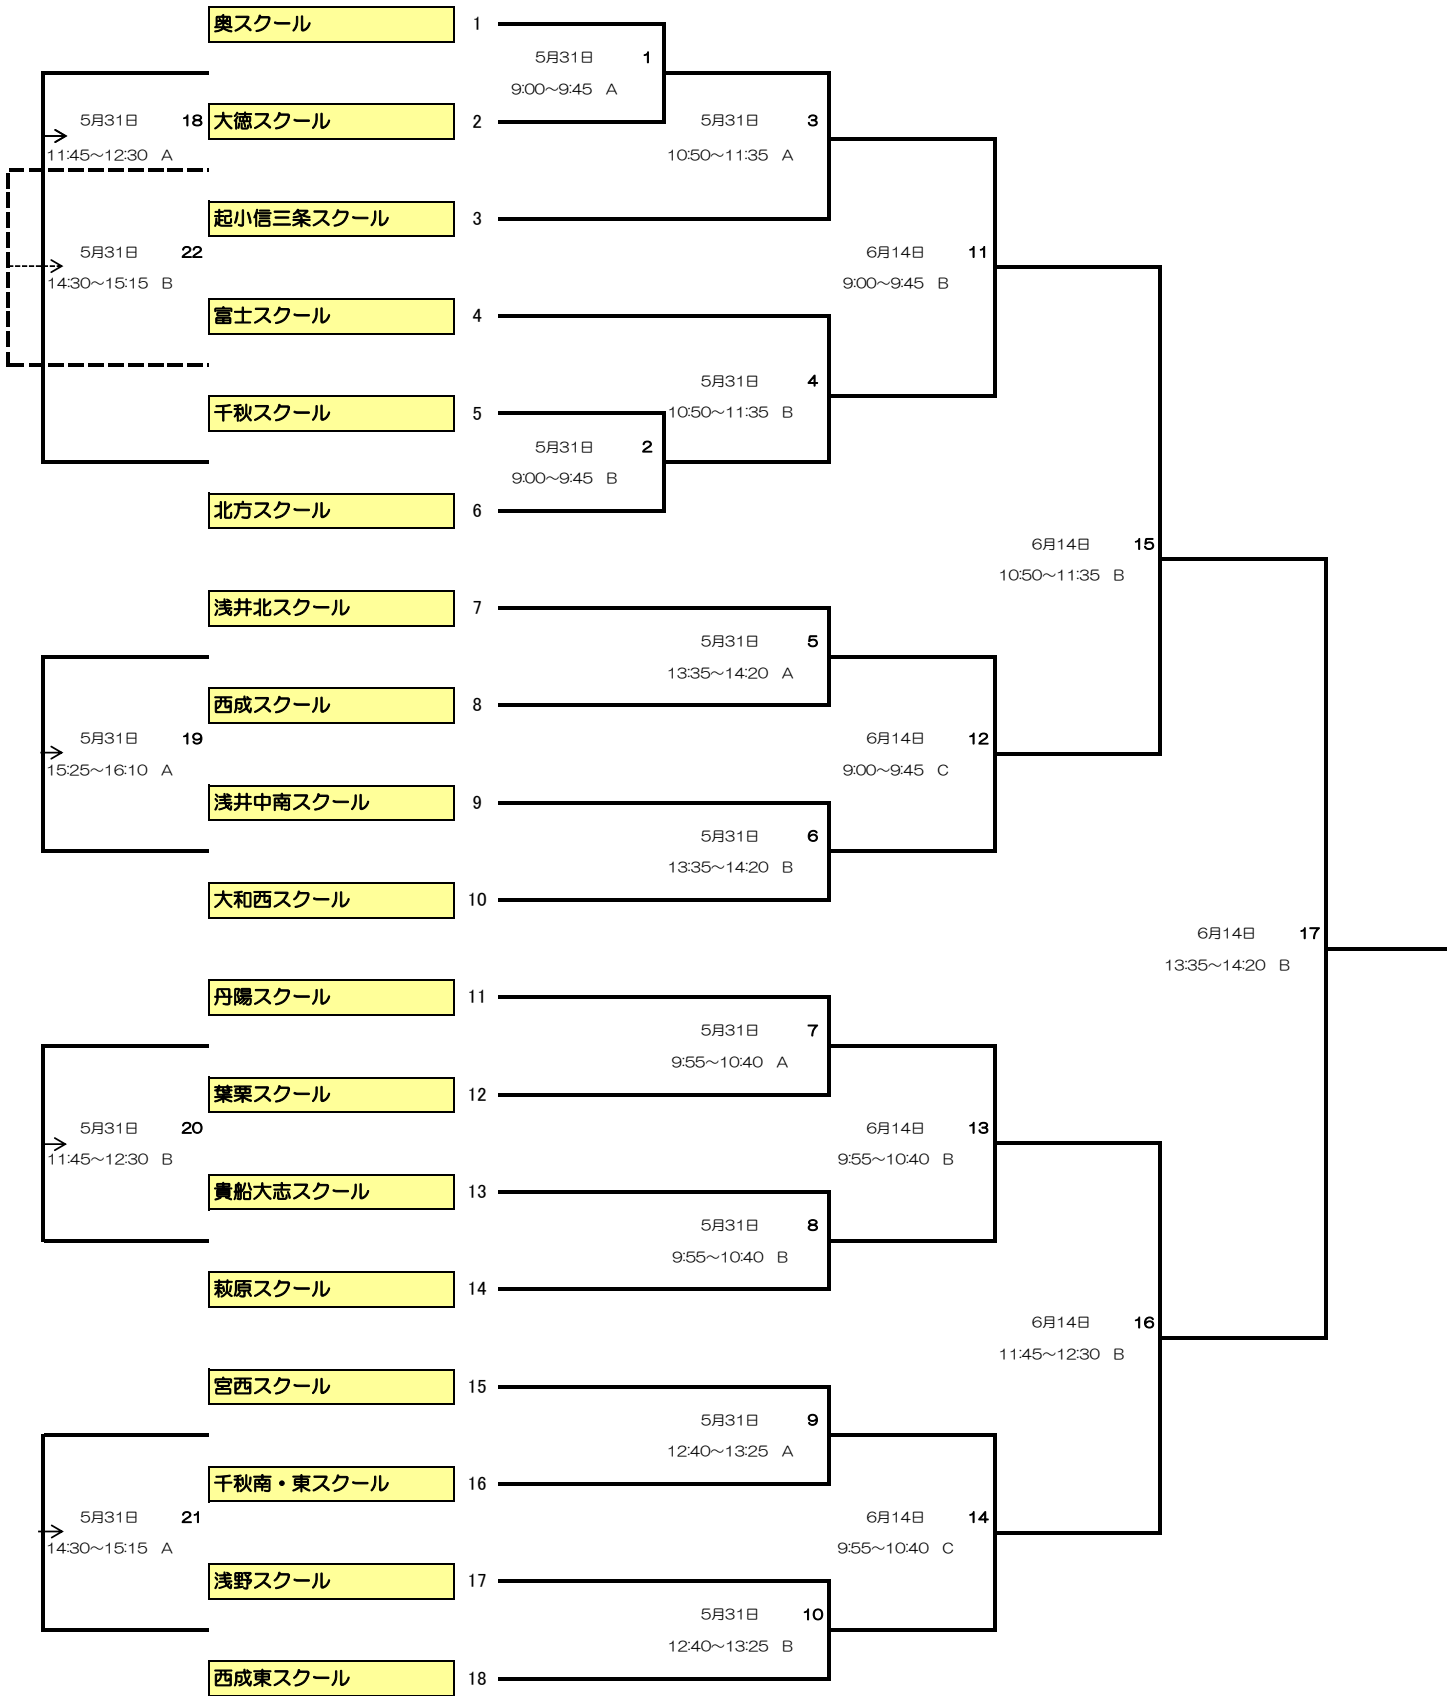 奥スクール 1
5月31日 1
9:00～9:45 A
5月31日 18 大徳スクール 2 5月31日 3
11:45～12:30 A 10:50～11:35 A
起小信三条スクール 3
5月31日 22 6月14日 11
14:30～15:15 B 9:00～9:45 B
富士スクール 4
5月31日 4
千秋スクール 5 10:50～11:35 B
5月31日 2
9:00～9:45 B
北方スクール 6
6月14日 15
10:50～11:35 B
浅井北スクール 7
5月31日 5
13:35～14:20 A
西成スクール 8
5月31日 19 6月14日 12
15:25～16:10 A 9:00～9:45 C
浅井中南スクール 9
5月31日 6
13:35～14:20 B
大和西スクール 10
6月14日 17
13:35～14:20 B
丹陽スクール 11
5月31日 7
9:55～10:40 A
葉栗スクール 12
5月31日 20 6月14日 13
11:45～12:30 B 9:55～10:40 B
貴船大志スクール 13
5月31日 8
9:55～10:40 B
萩原スクール 14
6月14日 16
11:45～12:30 B
宮西スクール 15
5月31日 9
12:40～13:25 A
千秋南・東スクール 16
5月31日 21 6月14日 14
14:30～15:15 A 9:55～10:40 C
浅野スクール 17
5月31日 10
12:40～13:25 B
西成東スクール 18